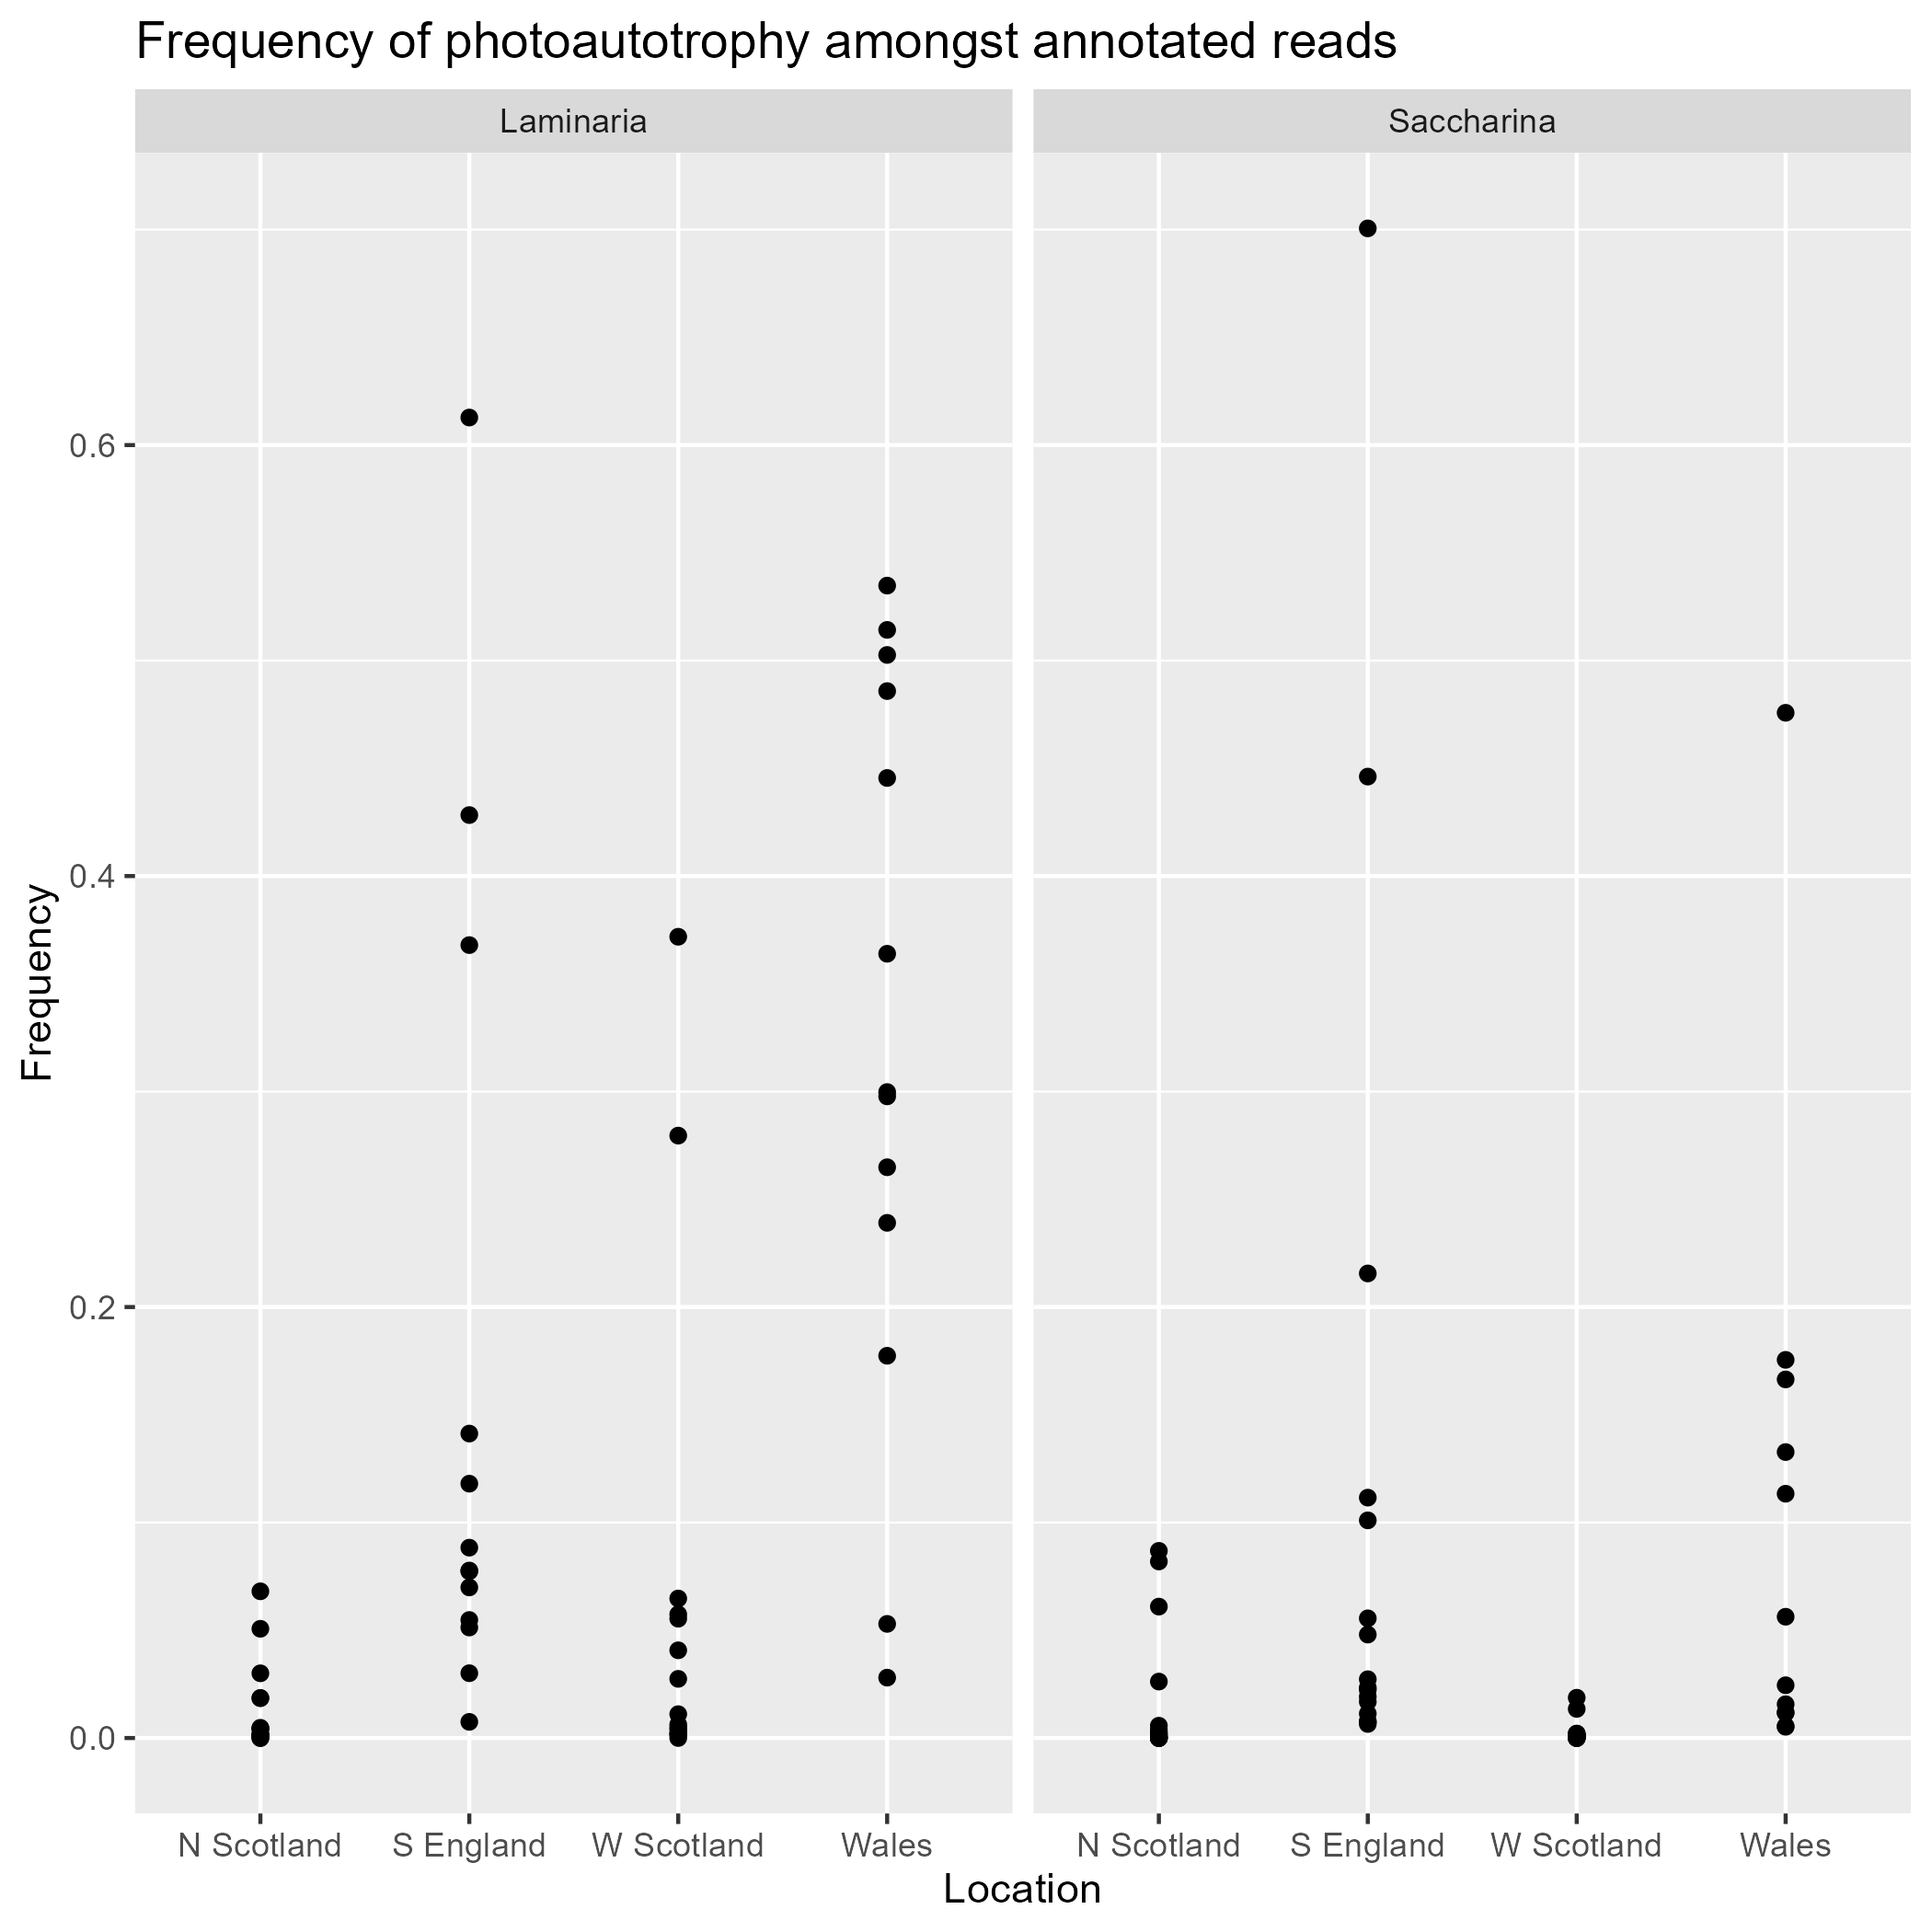 Frequency of photoautotrophy amongst annotated reads
Laminaria
Saccharina
Frequency
0.6
0.4
0.2
0.0
N Scotland
S England
W Scotland
Wales
N Scotland
S England
W Scotland
Wales
Location